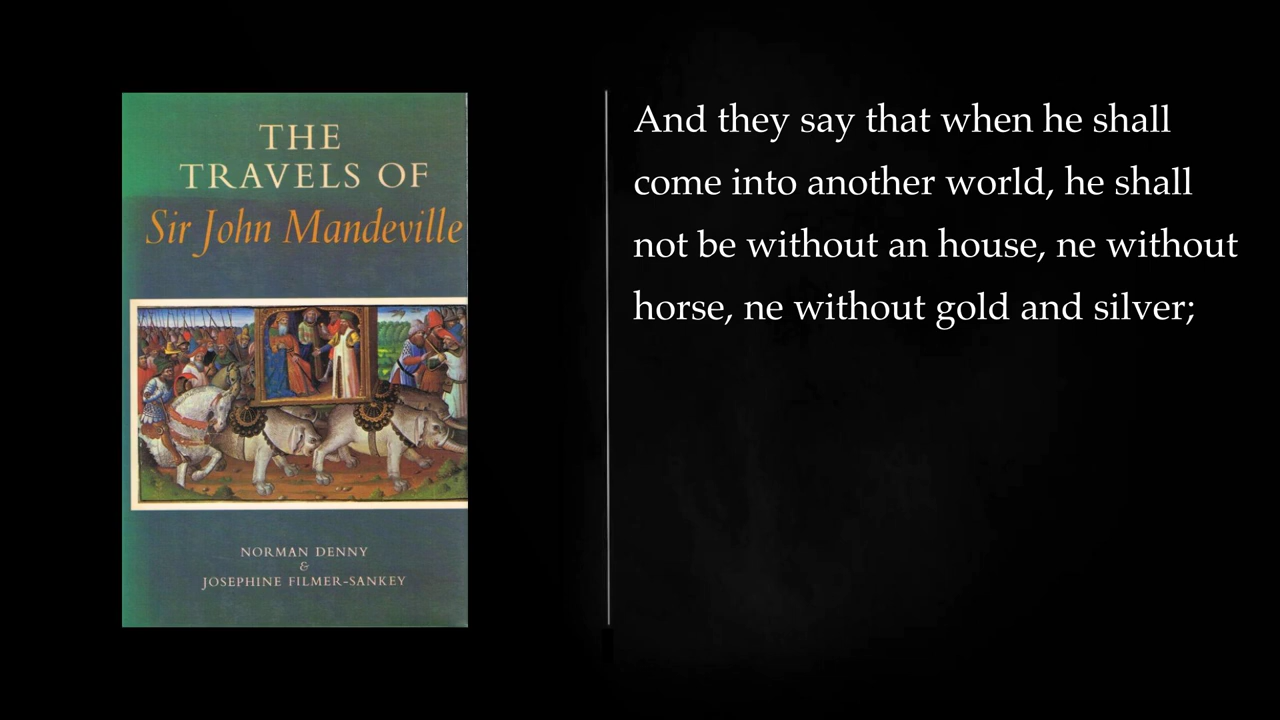 THE
TRAVELS OF
Sir John Mandeville
NORMAN DENNY
&
JOSEPHINE FILMER-SANKEY
And they say that when he shall
come into another world, he shall
not be without an house, ne without
horse, ne without gold and silver;